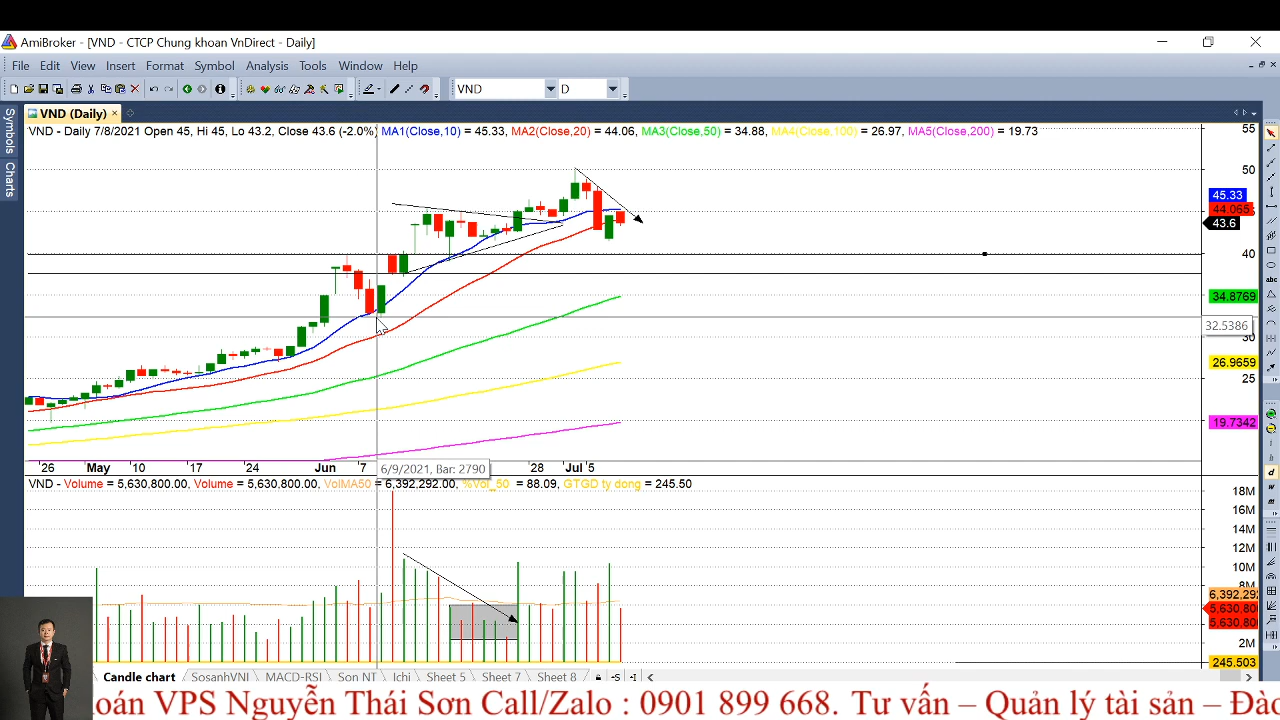 AmiBroker - [VND - CTCP Chung khoan VnDirect - Daily]
File Edit View Insert Format Symbol Analysis Tools Window Help
VND D
VND (Daily)
Symbols
Charts
VND - Daily 7/8/2021 Open 45, Hi 45, Lo 43.2, Close 43.6 (-2.0%) MA1(Close,10) = 45.33, MA2(Close,20) = 44.06, MA3(Close,50) = 34.88, MA4(Close,100) = 26.97, MA5(Close,200) = 19.73
55
50
45.33
44.065
43.6
40
34.8769
32.5386
30
26.9659
25
19.7342
26 May 10 17 24 Jun 7 6/9/2021, Bar: 2790 28 Jul 5
VND - Volume = 5,630,800.00, Volume = 5,630,800.00, VolMA50 = 6,392,292.00, %Vol_50 = 88.09, GTGD ty dong = 245.50
18M
16M
14M
12M
10M
8M
6,392,29
5,630,80
5,630,80
2M
245.503
Candle chart SosanhVNI MACD-RSI Son NT Ichi Sheet 5 Sheet 7 Sheet 8
oán VPS Nguyễn Thái Sơn Call/Zalo : 0901 899 668. Tư vấn – Quản lý tài sản – Đào